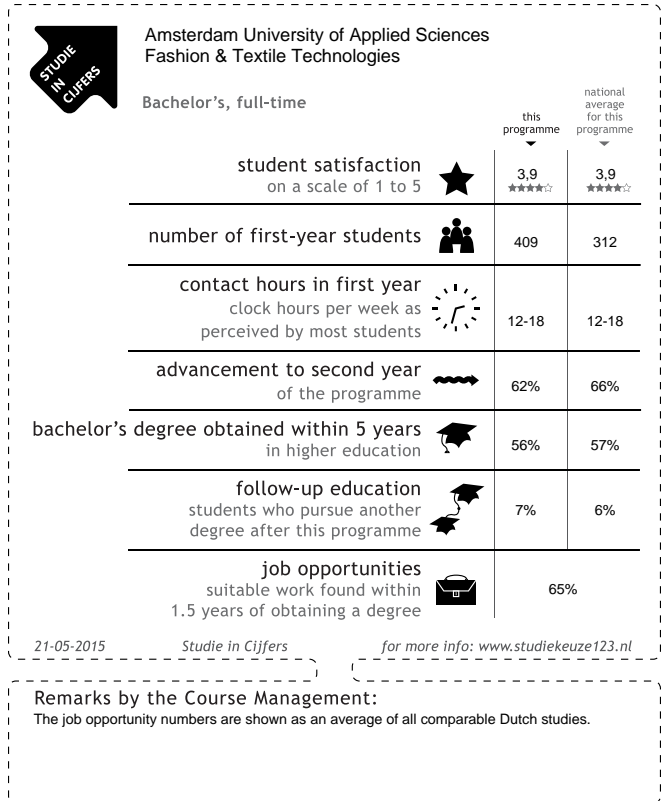 STUDIE
IN
CIJFERS
Amsterdam University of Applied Sciences
Fashion & Textile Technologies
Bachelor's, full-time
this
programme
national
average
for this
programme
student satisfaction
on a scale of 1 to 5
3,9
3,9
number of first-year students
409
312
contact hours in first year
clock hours per week as
perceived by most students
12-18
12-18
advancement to second year
of the programme
62%
66%
bachelor's degree obtained within 5 years
in higher education
56%
57%
follow-up education
students who pursue another
degree after this programme
7%
6%
job opportunities
suitable work found within
1.5 years of obtaining a degree
65%
21-05-2015
Studie in Cijfers
for more info: www.studiekeuze123.nl
Remarks by the Course Management:
The job opportunity numbers are shown as an average of all comparable Dutch studies.